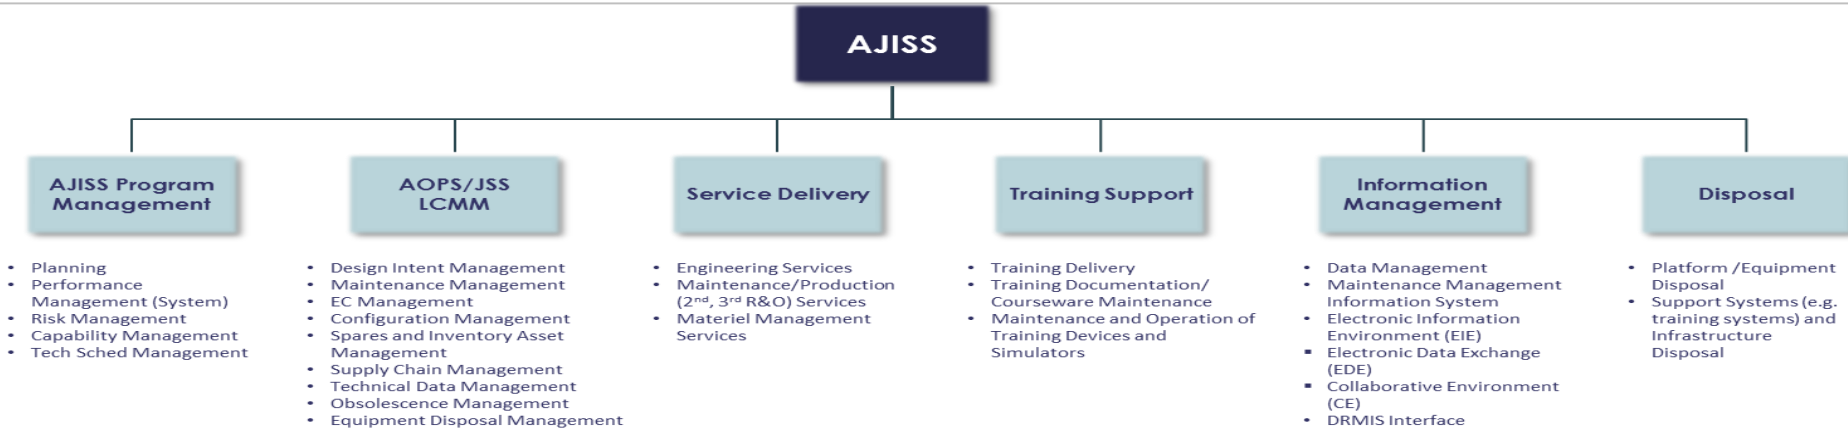 AJISS
AJISS Program
Management
AOPS/JSS
LCMM
Service Delivery
Training Support
Information
Management
Disposal
• Planning
• Performance
Management (System)
• Risk Management
• Capability Management
• Tech Sched Management
• Design Intent Management
• Maintenance Management
• EC Management
• Configuration Management
• Spares and Inventory Asset
Management
• Supply Chain Management
• Technical Data Management
• Obsolescence Management
• Equipment Disposal Management
• Engineering Services
• Maintenance/Production
(2nd, 3rd R&O) Services
• Materiel Management
Services
• Training Delivery
• Training Documentation/
Courseware Maintenance
• Maintenance and Operation of
Training Devices and
Simulators
• Data Management
• Maintenance Management
Information System
• Electronic Information
Environment (EIE)
▪ Electronic Data Exchange
(EDE)
▪ Collaborative Environment
(CE)
• DRMIS Interface
• Platform /Equipment
Disposal
• Support Systems (e.g.
training systems) and
Infrastructure
Disposal